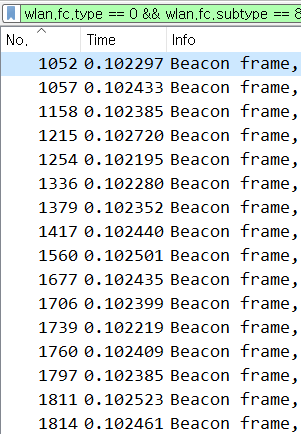 wlan.fc.type == 0 && wlan.fc.subtype == 8
No. Time Info
1052 0.102297 Beacon frame,
1057 0.102433 Beacon frame,
1158 0.102385 Beacon frame,
1215 0.102720 Beacon frame,
1254 0.102195 Beacon frame,
1336 0.102280 Beacon frame,
1379 0.102352 Beacon frame,
1417 0.102440 Beacon frame,
1560 0.102501 Beacon frame,
1677 0.102435 Beacon frame,
1706 0.102399 Beacon frame,
1739 0.102219 Beacon frame,
1760 0.102409 Beacon frame,
1797 0.102385 Beacon frame,
1811 0.102523 Beacon frame,
1814 0.102461 Beacon frame,